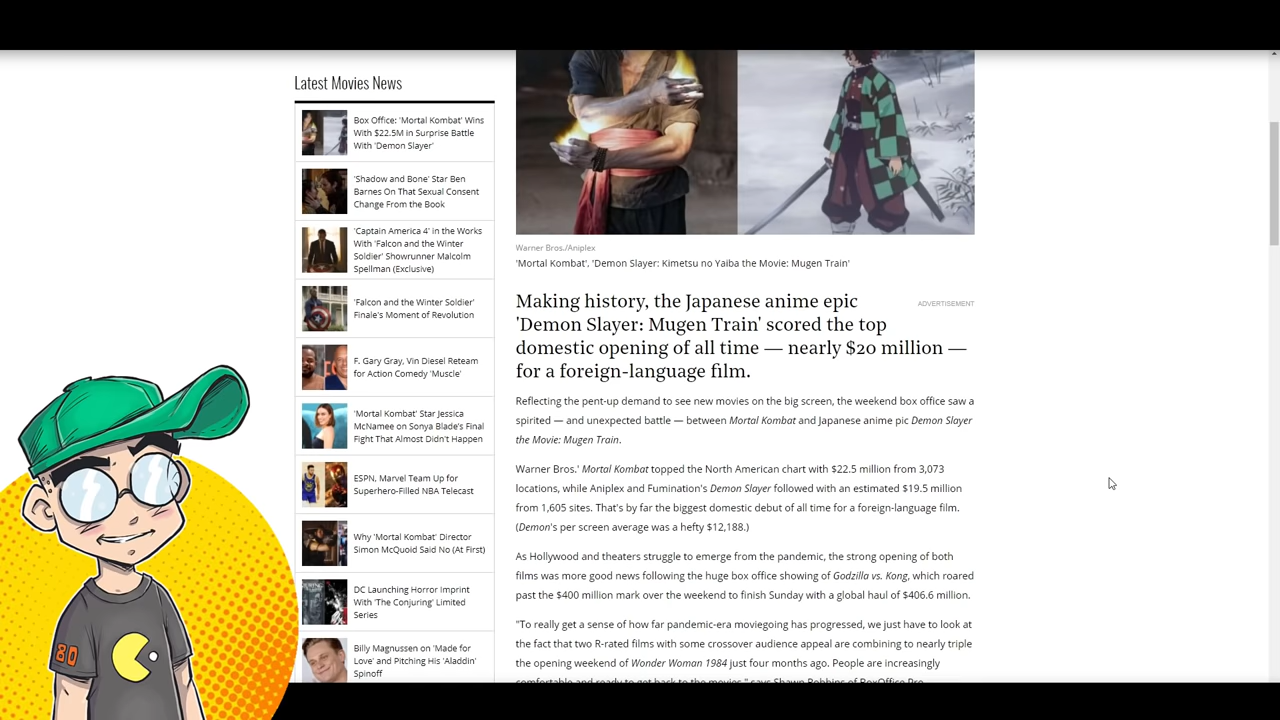 Latest Movies News
Box Office: 'Mortal Kombat' Wins
With $22.5M in Surprise Battle
With 'Demon Slayer'
'Shadow and Bone' Star Ben
Barnes On That Sexual Consent
Change From the Book
'Captain America 4' in the Works
With 'Falcon and the Winter
Soldier' Showrunner Malcolm
Spellman (Exclusive)
'Falcon and the Winter Soldier'
Finale's Moment of Revolution
F. Gary Gray, Vin Diesel Reteam
for Action Comedy 'Muscle'
'Mortal Kombat' Star Jessica
McNamee on Sonya Blade's Final
Fight That Almost Didn't Happen
ESPN, Marvel Team Up for
Superhero-Filled NBA Telecast
Why 'Mortal Kombat' Director
Simon McQuoid Said No (At First)
DC Launching Horror Imprint
With 'The Conjuring' Limited
Series
Billy Magnussen on 'Made for
Love' and Pitching His 'Aladdin'
Spinoff
Warner Bros./Aniplex
'Mortal Kombat', 'Demon Slayer: Kimetsu no Yaiba the Movie: Mugen Train'
Making history, the Japanese anime epic
'Demon Slayer: Mugen Train' scored the top
domestic opening of all time — nearly $20 million —
for a foreign-language film.
ADVERTISEMENT
Reflecting the pent-up demand to see new movies on the big screen, the weekend box office saw a
spirited — and unexpected battle — between Mortal Kombat and Japanese anime pic Demon Slayer
the Movie: Mugen Train.
Warner Bros.' Mortal Kombat topped the North American chart with $22.5 million from 3,073
locations, while Aniplex and Fumination's Demon Slayer followed with an estimated $19.5 million
from 1,605 sites. That's by far the biggest domestic debut of all time for a foreign-language film.
(Demon's per screen average was a hefty $12,188.)
As Hollywood and theaters struggle to emerge from the pandemic, the strong opening of both
films was more good news following the huge box office showing of Godzilla vs. Kong, which roared
past the $400 million mark over the weekend to finish Sunday with a global haul of $406.6 million.
"To really get a sense of how far pandemic-era moviegoing has progressed, we just have to look at
the fact that two R-rated films with some crossover audience appeal are combining to nearly triple
the opening weekend of Wonder Woman 1984 just four months ago. People are increasingly
comfortable and ready to get back to the movies," says Shawn Robbins of BoxOffice Pro.
80